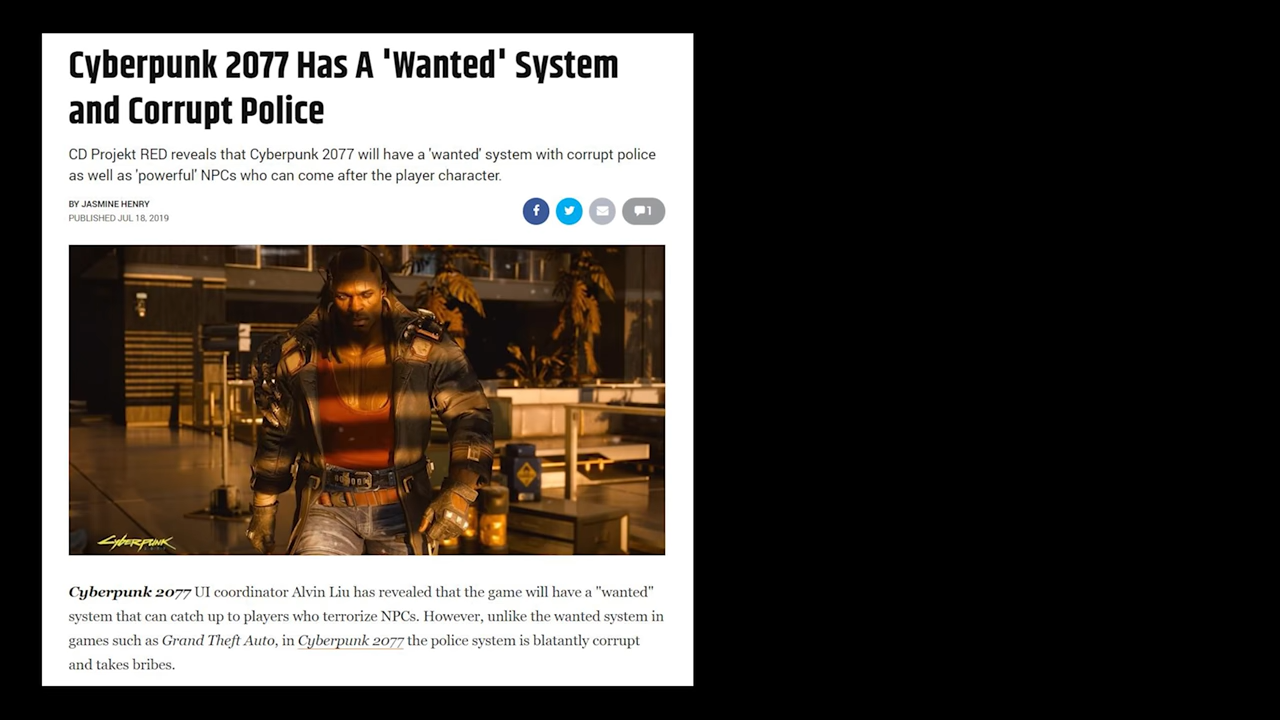 Cyberpunk 2077 Has A 'Wanted' System
and Corrupt Police
CD Projekt RED reveals that Cyberpunk 2077 will have a 'wanted' system with corrupt police
as well as 'powerful' NPCs who can come after the player character.
BY JASMINE HENRY
PUBLISHED JUL 18, 2019
f
1
Cyberpunk
2077
Cyberpunk 2077 UI coordinator Alvin Liu has revealed that the game will have a "wanted"
system that can catch up to players who terrorize NPCs. However, unlike the wanted system in
games such as Grand Theft Auto, in Cyberpunk 2077 the police system is blatantly corrupt
and takes bribes.